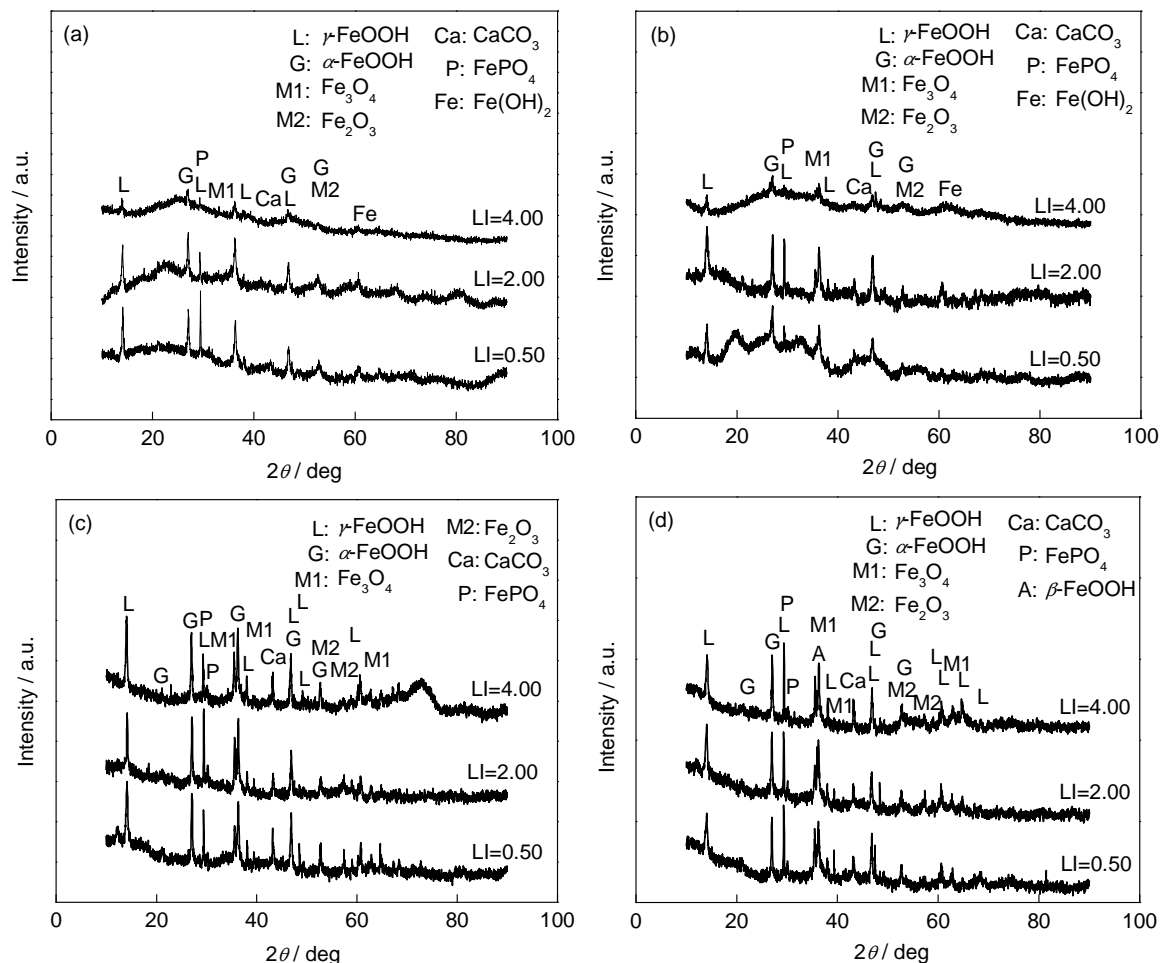 (a)
L: γ-FeOOH Ca: CaCO3
G: α-FeOOH P: FePO4
M1: Fe3O4 Fe: Fe(OH)2
M2: Fe2O3
P G G
L G L M1 L Ca L M2 Fe
LI=4.00
LI=2.00
LI=0.50
Intensity / a.u.
0 20 40 60 80 100
2θ / deg
(b)
L: γ-FeOOH Ca: CaCO3
G: α-FeOOH P: FePO4
M1: Fe3O4 Fe: Fe(OH)2
M2: Fe2O3
P M1 G G
L G L L Ca L M2 Fe
LI=4.00
LI=2.00
LI=0.50
Intensity / a.u.
0 20 40 60 80 100
2θ / deg
(c)
L: γ-FeOOH M2: Fe2O3
G: α-FeOOH Ca: CaCO3
M1: Fe3O4 P: FePO4
L G P G M1 L L M2 L
G P L M1 L Ca G L G M2 M1
LI=4.00
LI=2.00
LI=0.50
Intensity / a.u.
0 20 40 60 80 100
2θ / deg
(d)
L: γ-FeOOH Ca: CaCO3
G: α-FeOOH P: FePO4
M1: Fe3O4 A: β-FeOOH
M2: Fe2O3
P M1 G
L G L A L L G L M1
G P M1 Ca L M2 M2 L L L
LI=4.00
LI=2.00
LI=0.50
Intensity / a.u.
0 20 40 60 80 100
2θ / deg